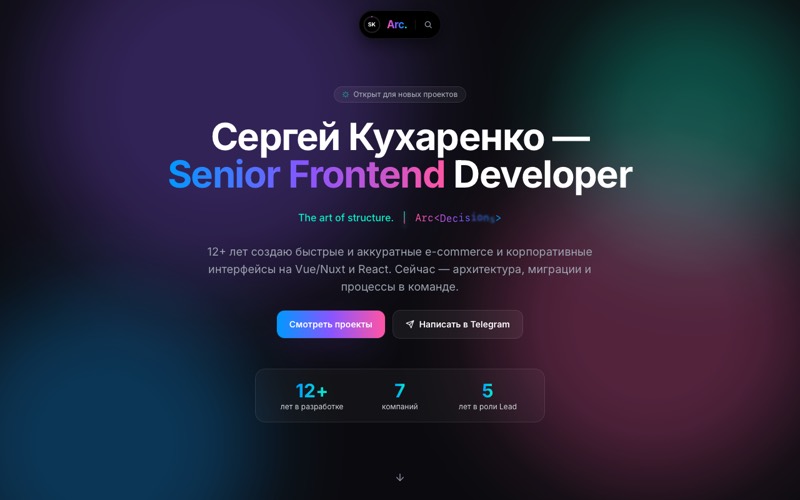 SK Arc.
Открыт для новых проектов
Сергей Кухаренко —
Senior Frontend Developer
The art of structure. | Arc<Decisions>
12+ лет создаю быстрые и аккуратные e-commerce и корпоративные
интерфейсы на Vue/Nuxt и React. Сейчас — архитектура, миграции и
процессы в команде.
Смотреть проекты
Написать в Telegram
12+ 7 5
лет в разработке компаний лет в роли Lead